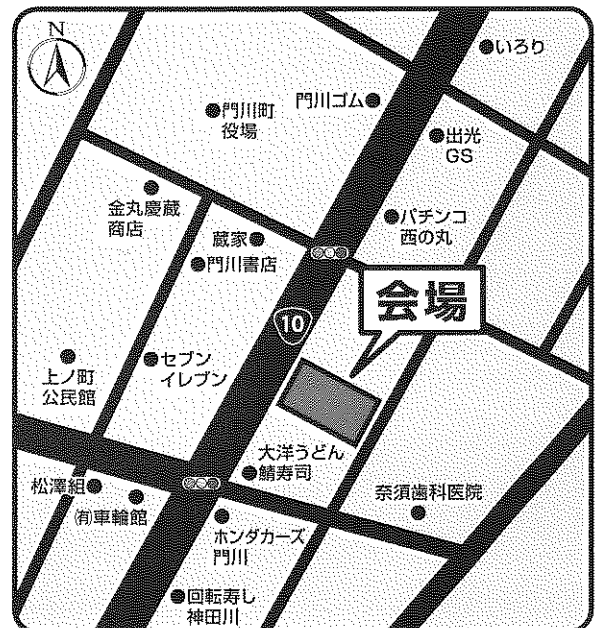 N
いろり
門川町
役場
門川ゴム
出光
GS
金丸慶蔵
商店
パチンコ
西の丸
蔵家
門川書店
会場
10
セブン
イレブン
上ノ町
公民館
大洋うどん
鯖寿司
松澤組
㈲車輪館
奈須歯科医院
ホンダカーズ
門川
回転寿し
神田川